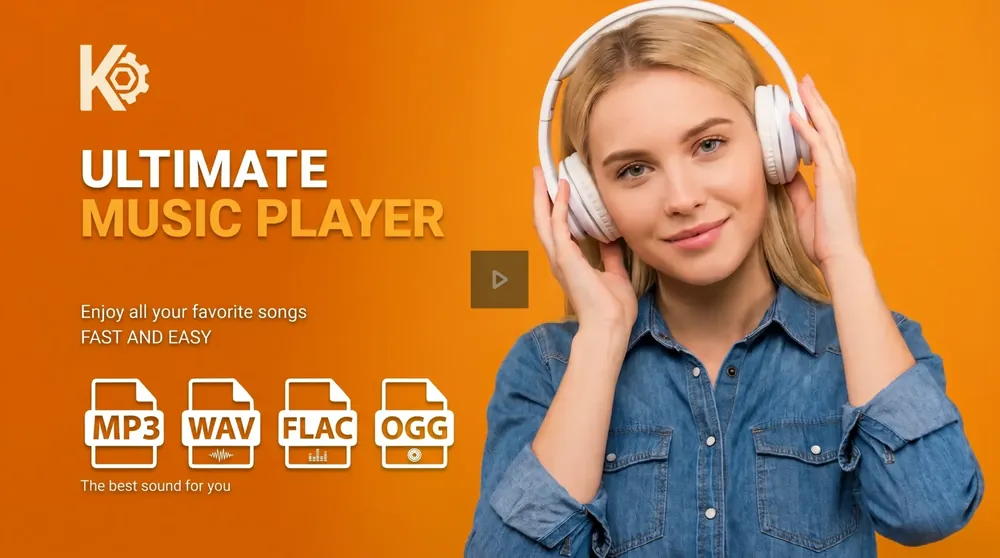 K
ULTIMATE
MUSIC PLAYER
Enjoy all your favorite songs
FAST AND EASY
MP3 WAV FLAC OGG
The best sound for you